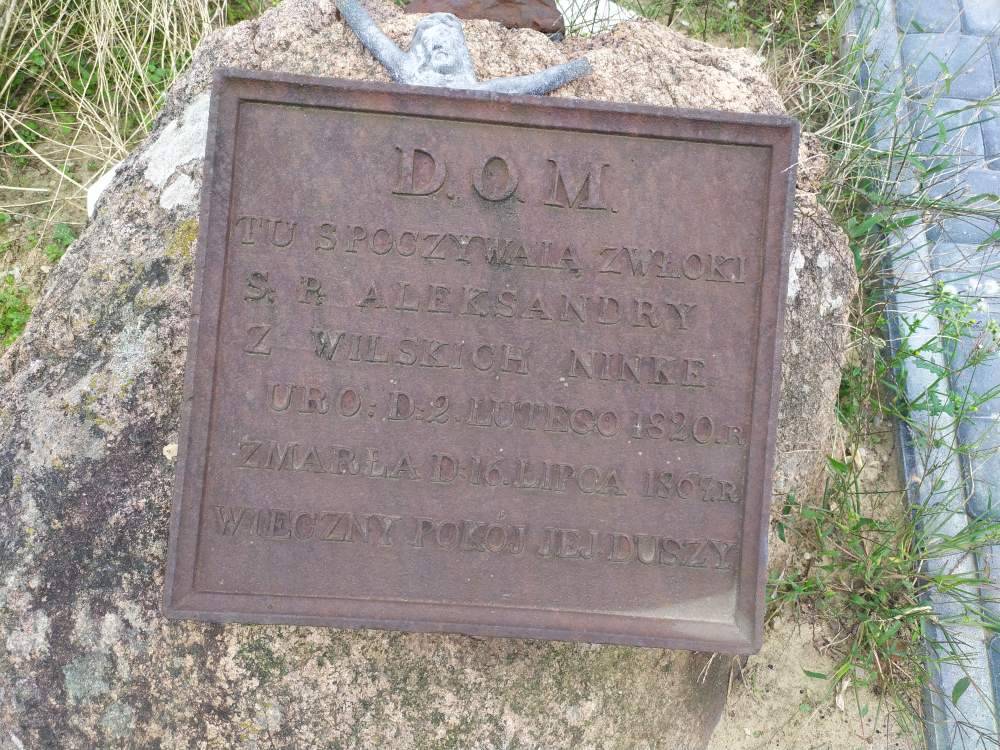 D. O. M.
TU SPOCZYWAIĄ ZWŁOKI
Ś. P. ALEKSANDRY
Z WILSKICH NINKE
URO: D: 2. LUTEGO 1820. R
ZMARŁA D. 16. LIPCA 1867. R.
WIECZNY POKÓJ JEJ DUSZY